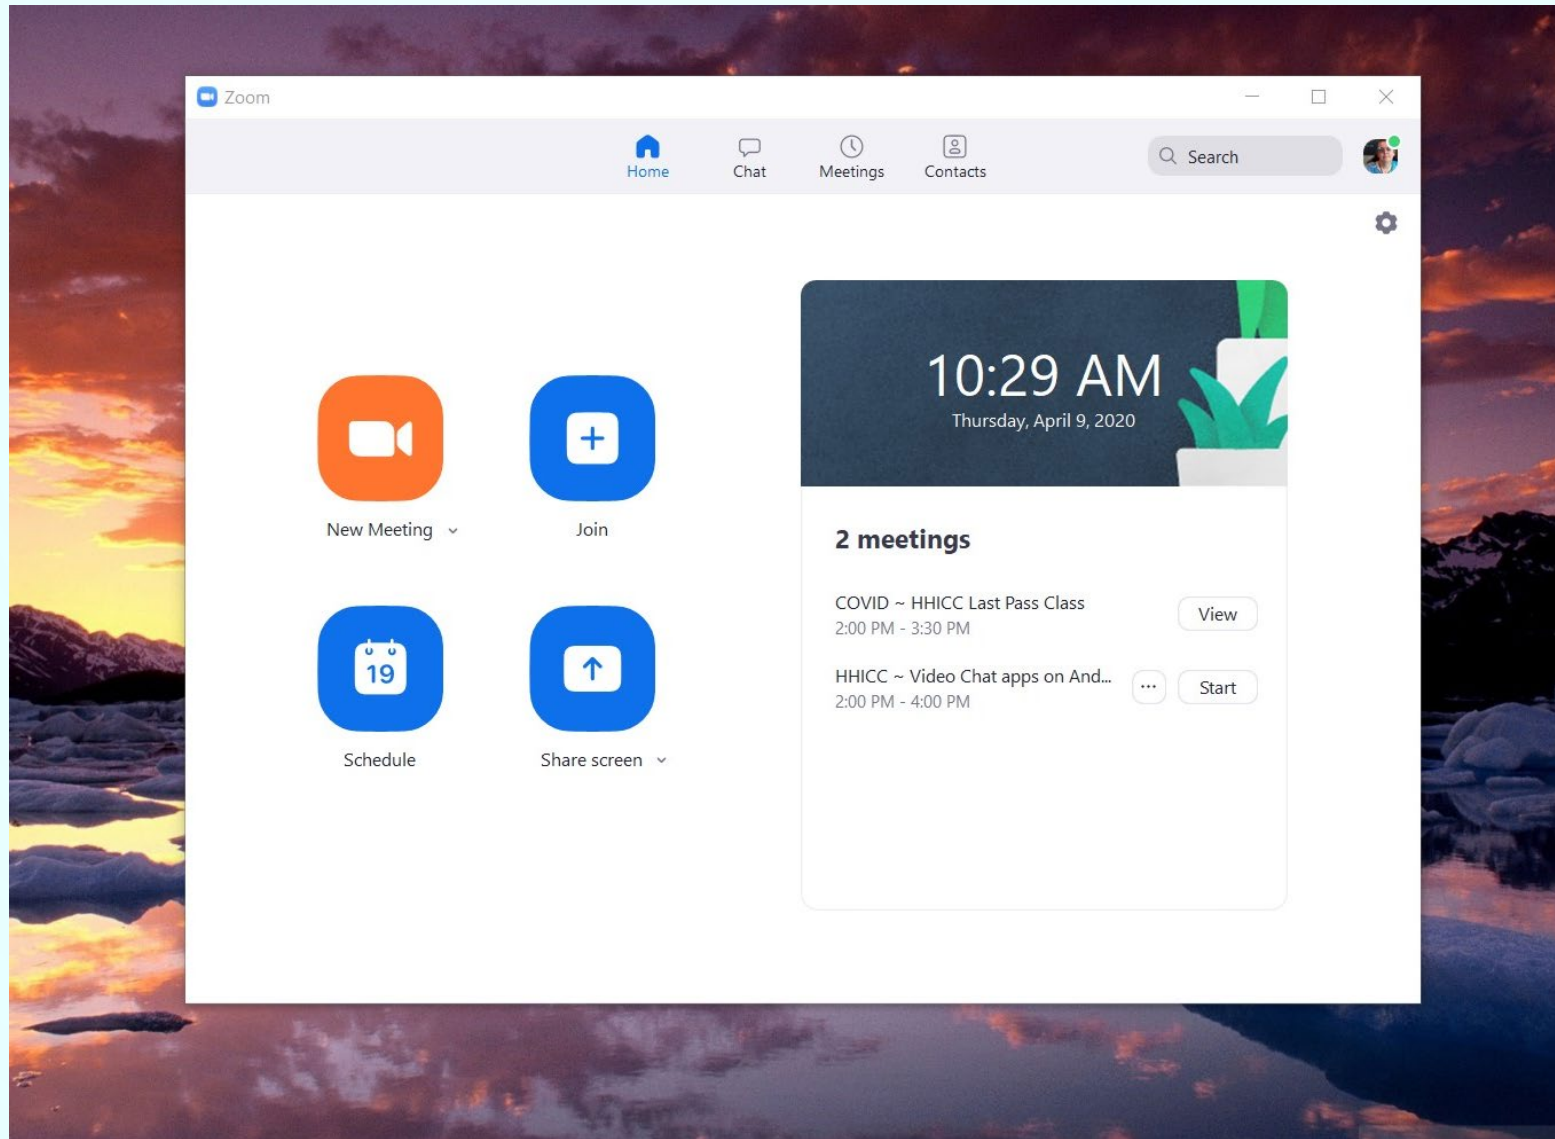 Zoom
Home
Chat
Meetings
Contacts
Search
10:29 AM
Thursday, April 9, 2020
New Meeting
Join
19
Schedule
Share screen
2 meetings
COVID ~ HHICC Last Pass Class
2:00 PM - 3:30 PM
View
HHICC ~ Video Chat apps on And...
2:00 PM - 4:00 PM
Start